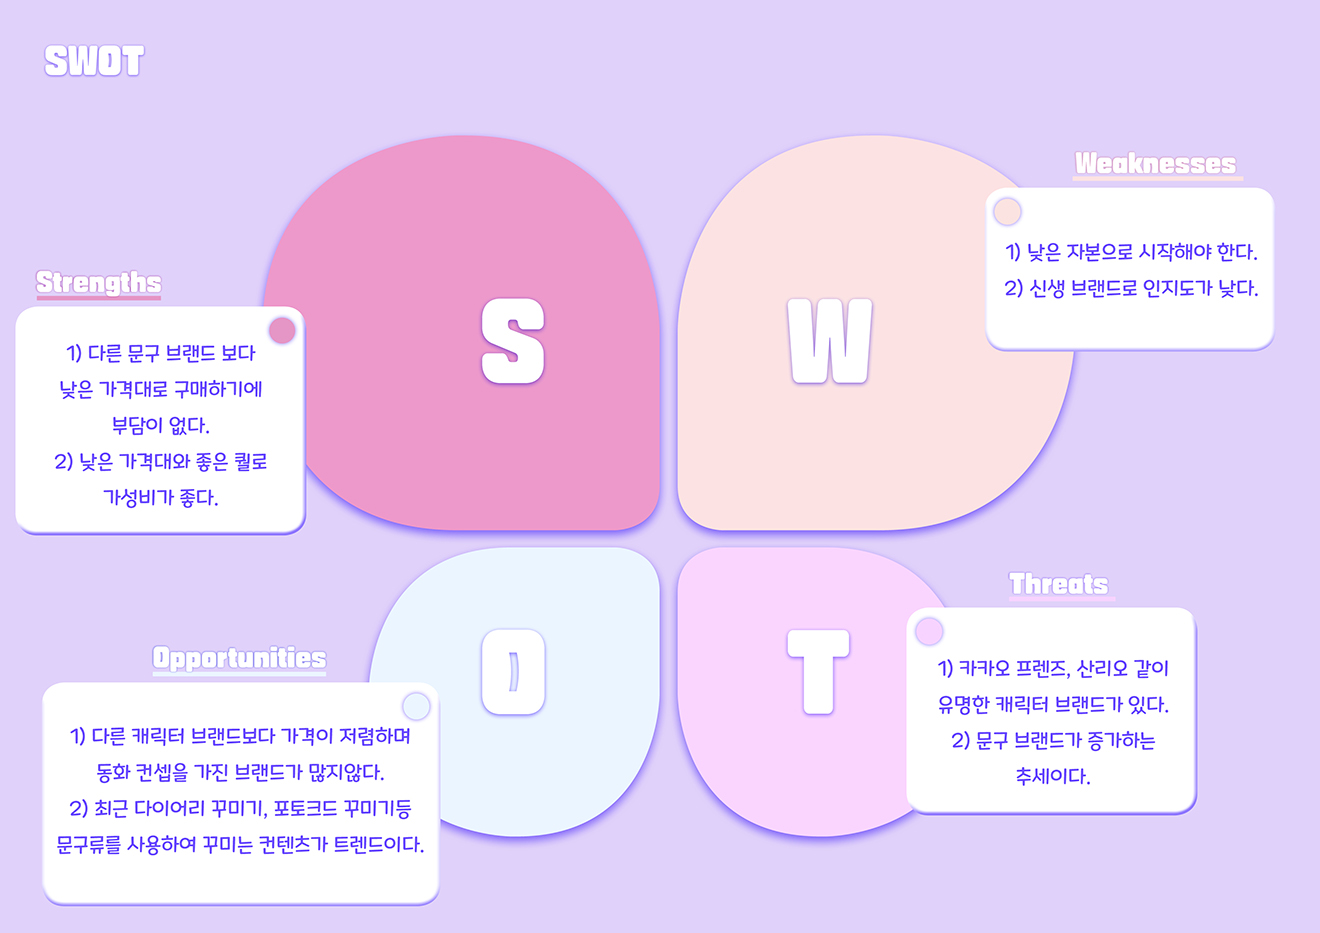 SWOT
S
W
O
T
Strengths
1) 다른 문구 브랜드 보다
낮은 가격대로 구매하기에
부담이 없다.
2) 낮은 가격대와 좋은 퀄로
가성비가 좋다.
Weaknesses
1) 낮은 자본으로 시작해야 한다.
2) 신생 브랜드로 인지도가 낮다.
Opportunities
1) 다른 캐릭터 브랜드보다 가격이 저렴하며
동화 컨셉을 가진 브랜드가 많지않다.
2) 최근 다이어리 꾸미기, 포토크드 꾸미기등
문구류를 사용하여 꾸미는 컨텐츠가 트렌드이다.
Threats
1) 카카오 프렌즈, 산리오 같이
유명한 캐릭터 브랜드가 있다.
2) 문구 브랜드가 증가하는
추세이다.